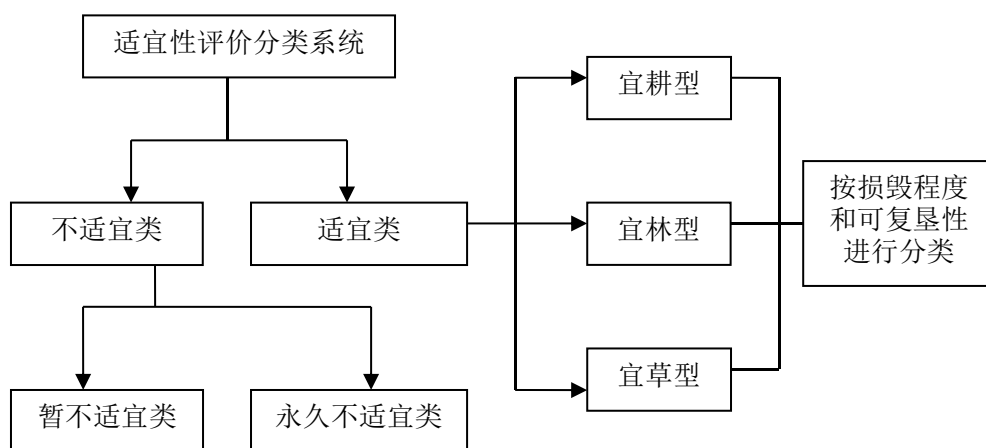 适宜性评价分类系统
宜耕型
按损毁程度
和可复垦性
进行分类
不适宜类
适宜类
宜林型
宜草型
暂不适宜类
永久不适宜类